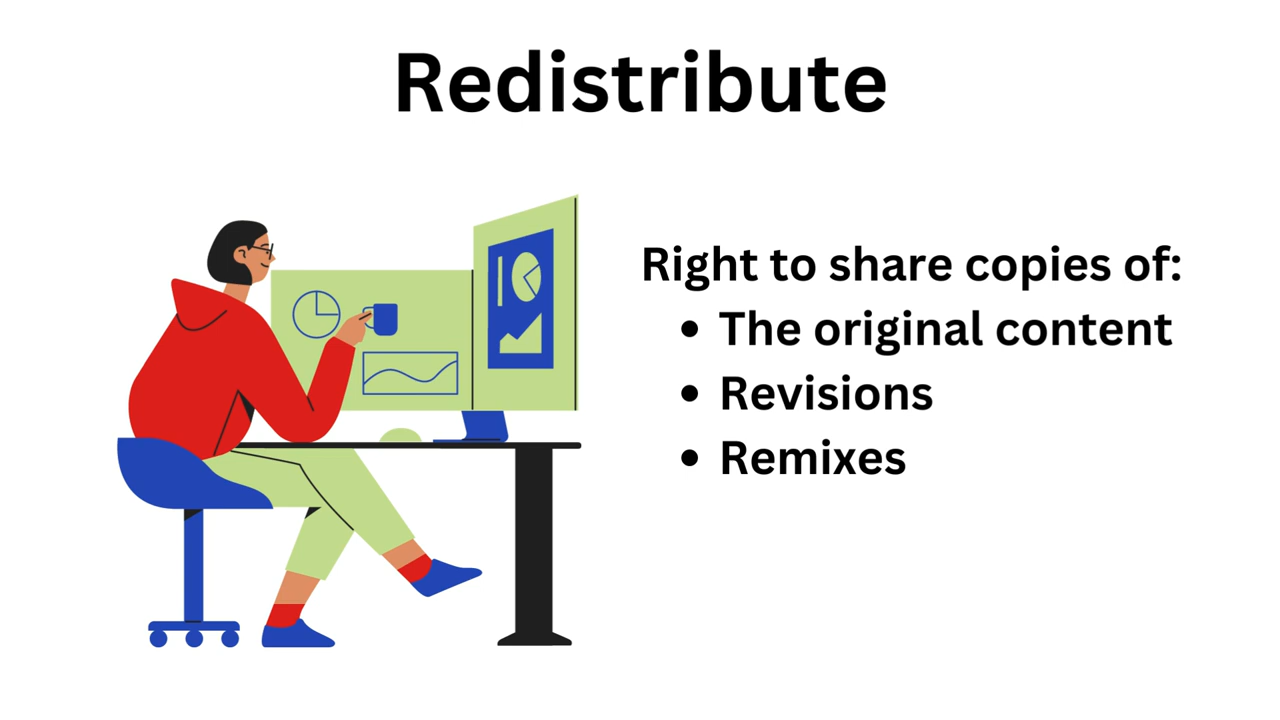 Redistribute
Right to share copies of:
• The original content
• Revisions
• Remixes